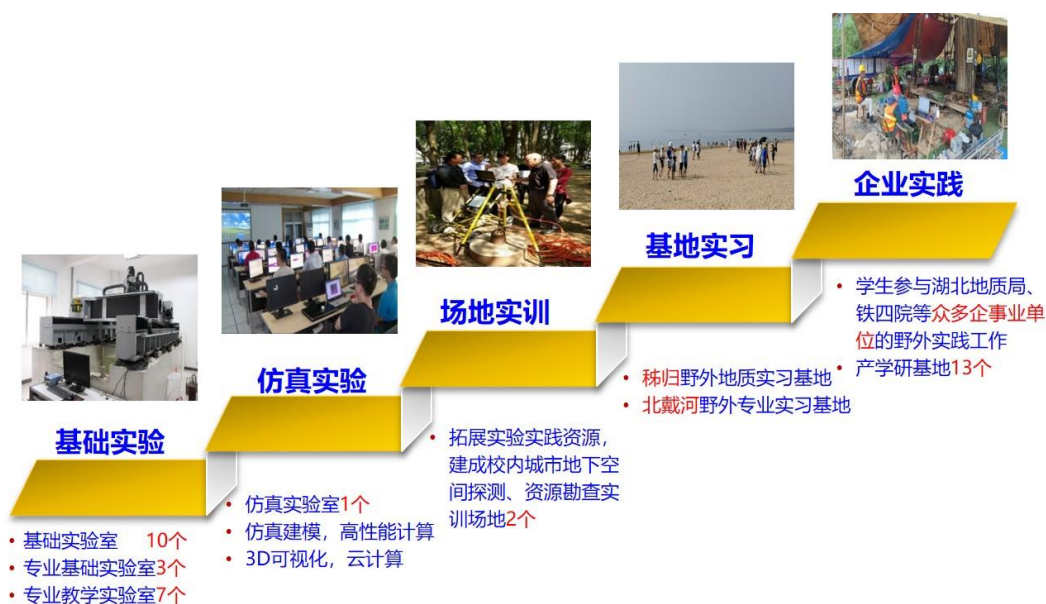 企业实践
基地实习
场地实训
仿真实验
基础实验
• 学生参与湖北地质局、
铁四院等众多企事业单
位的野外实践工作
• 产学研基地13个
• 秭归野外地质实习基地
• 北戴河野外专业实习基地
• 拓展实验实践资源，
建成校内城市地下空
间探测、资源勘查实
训场地2个
• 仿真实验室1个
• 仿真建模，高性能计算
• 3D可视化，云计算
• 基础实验室 10个
• 专业基础实验室3个
• 专业教学实验室7个